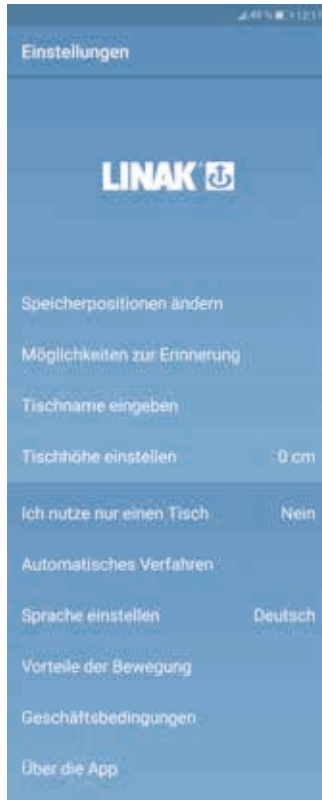 Einstellungen
LINAK
Speicherpositionen ändern
Möglichkeiten zur Erinnerung
Tischname eingeben
Tischhöhe einstellen 0 cm
Ich nutze nur einen Tisch Nein
Automatisches Verfahren
Sprache einstellen Deutsch
Vorteile der Bewegung
Geschäftsbedingungen
Über die App